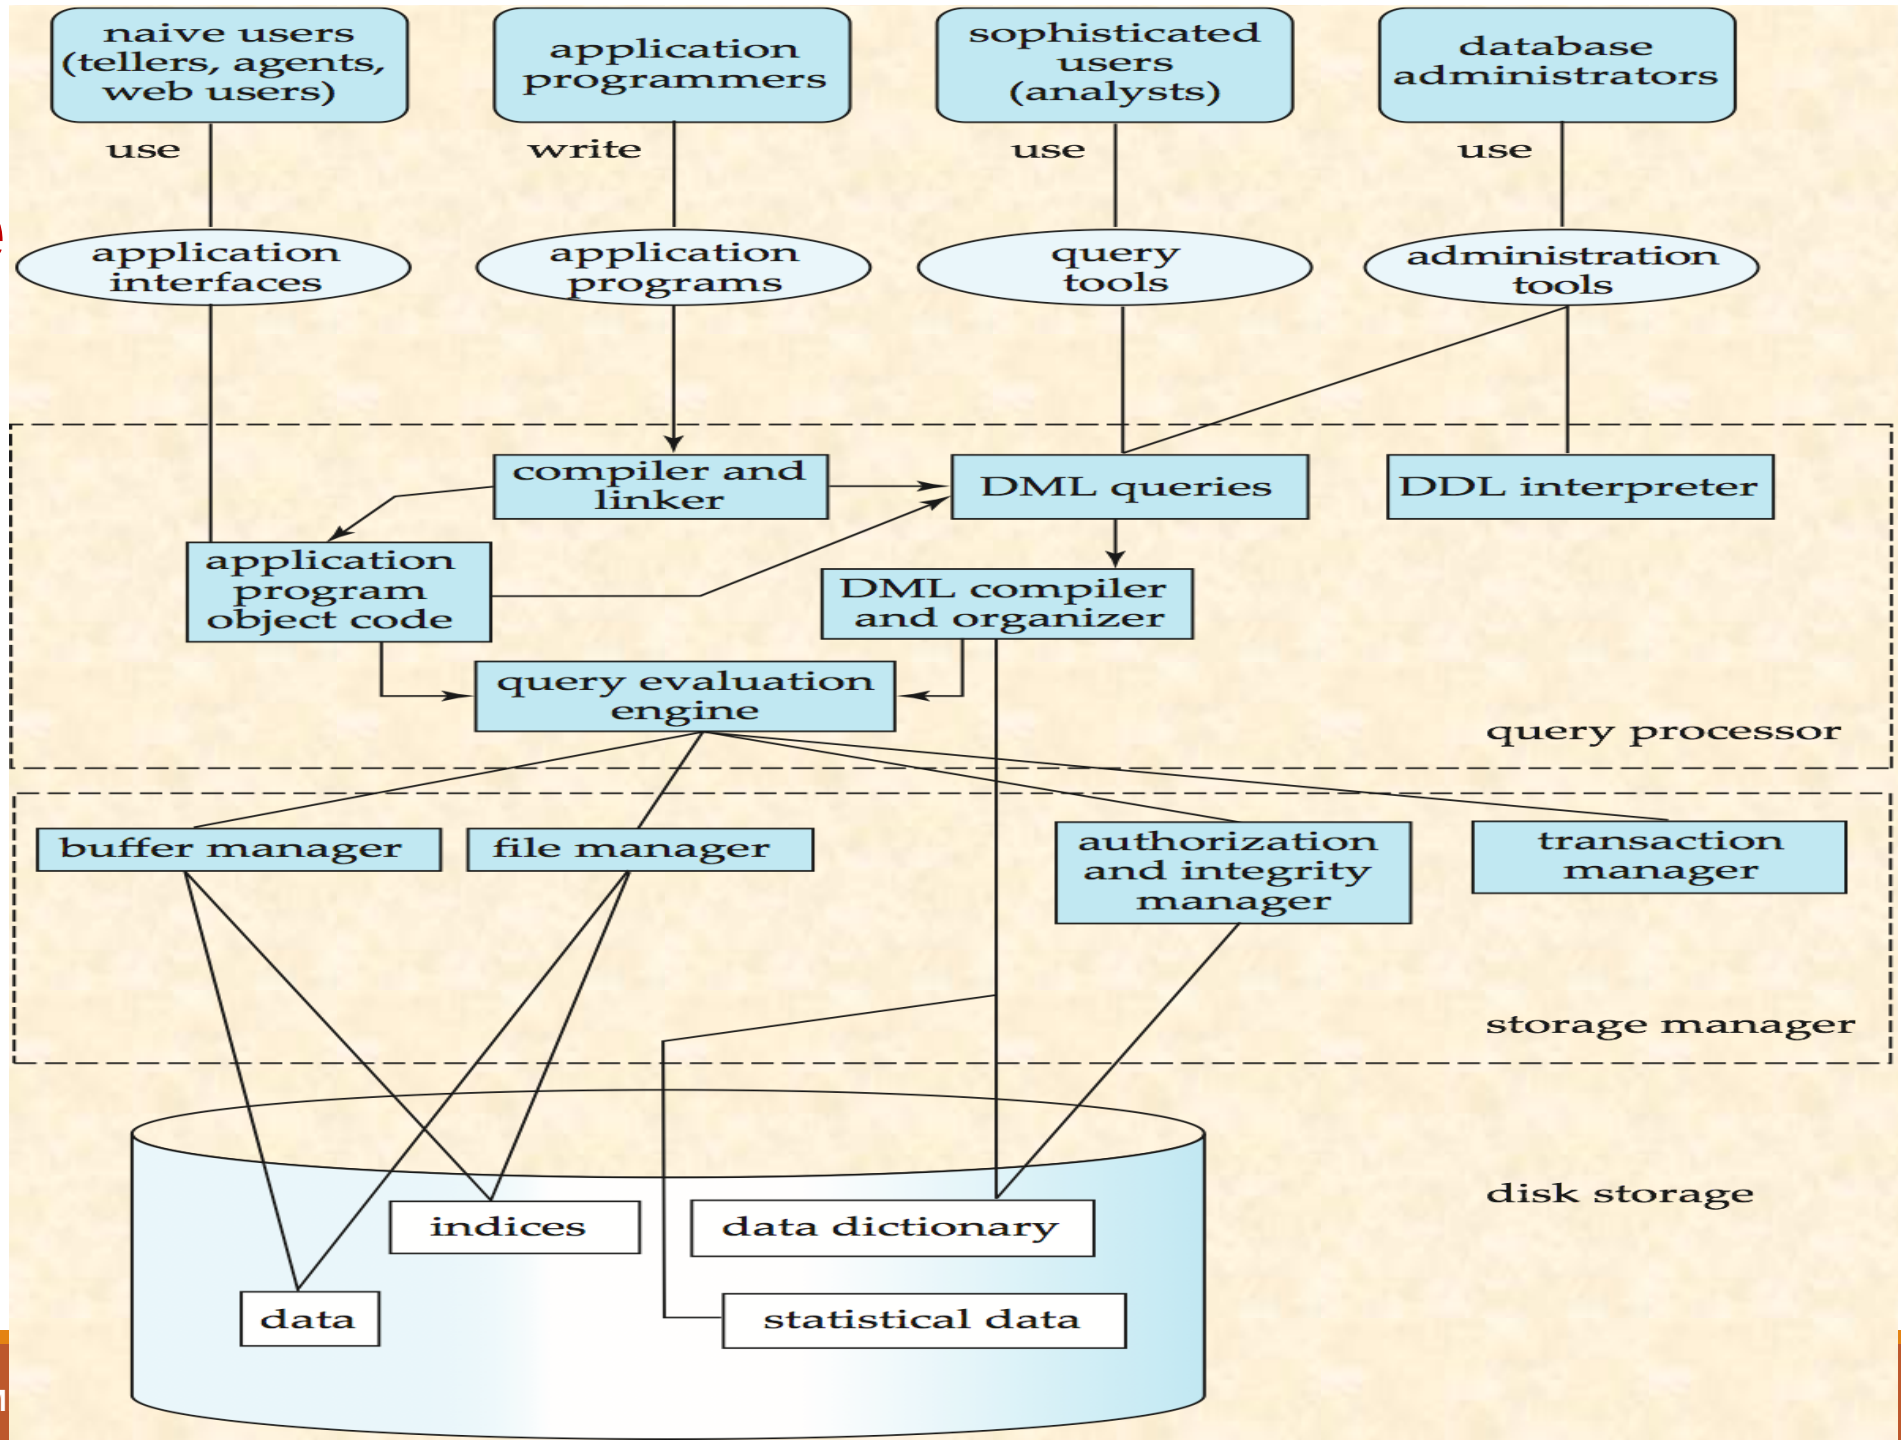 naive users
(tellers, agents,
web users)
application
programmers
sophisticated
users
(analysts)
database
administrators
use
write
use
use
application
interfaces
application
programs
query
tools
administration
tools
compiler and
linker
DML queries
DDL interpreter
application
program
object code
DML compiler
and organizer
query evaluation
engine
query processor
buffer manager
file manager
authorization
and integrity
manager
transaction
manager
storage manager
indices
data dictionary
disk storage
data
statistical data